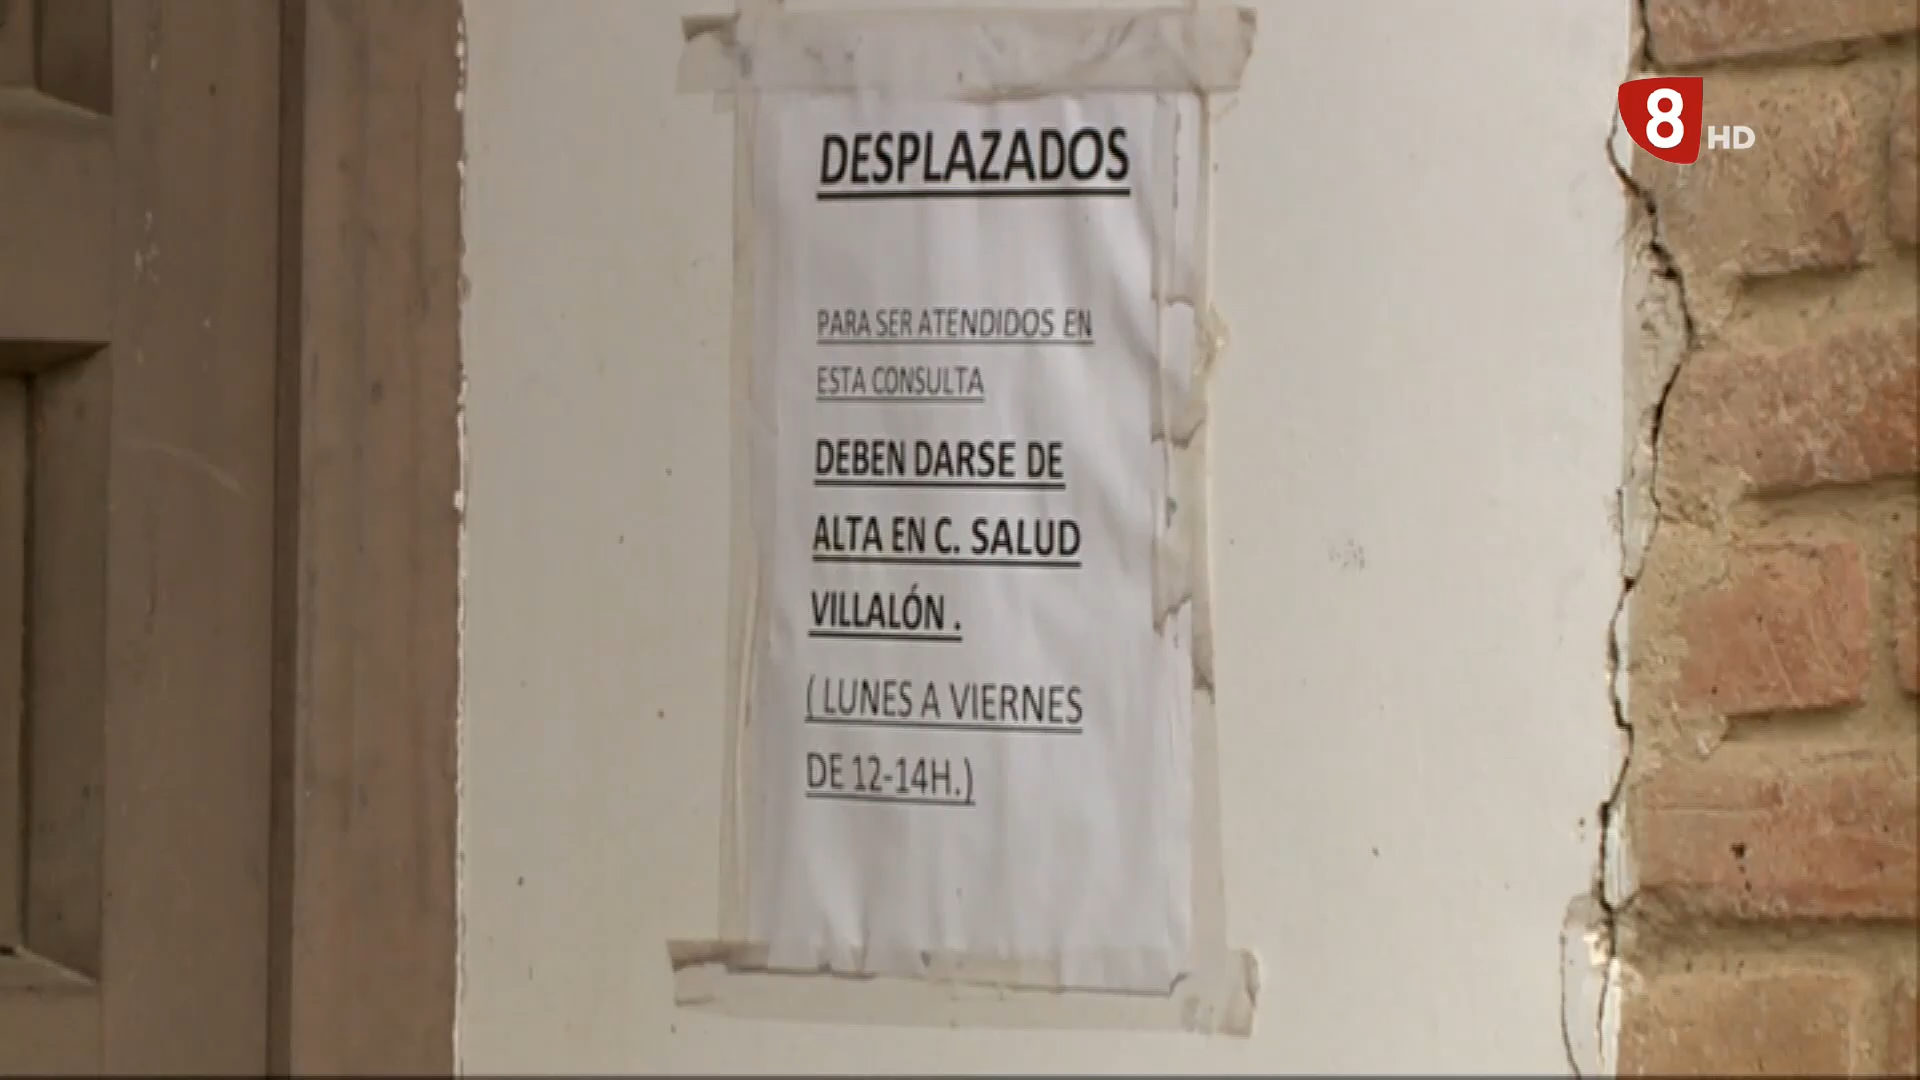 8 HD
DESPLAZADOS
PARA SER ATENDIDOS EN
ESTA CONSULTA
DEBEN DARSE DE
ALTA EN C. SALUD
VILLALÓN .
( LUNES A VIERNES
DE 12-14H.)